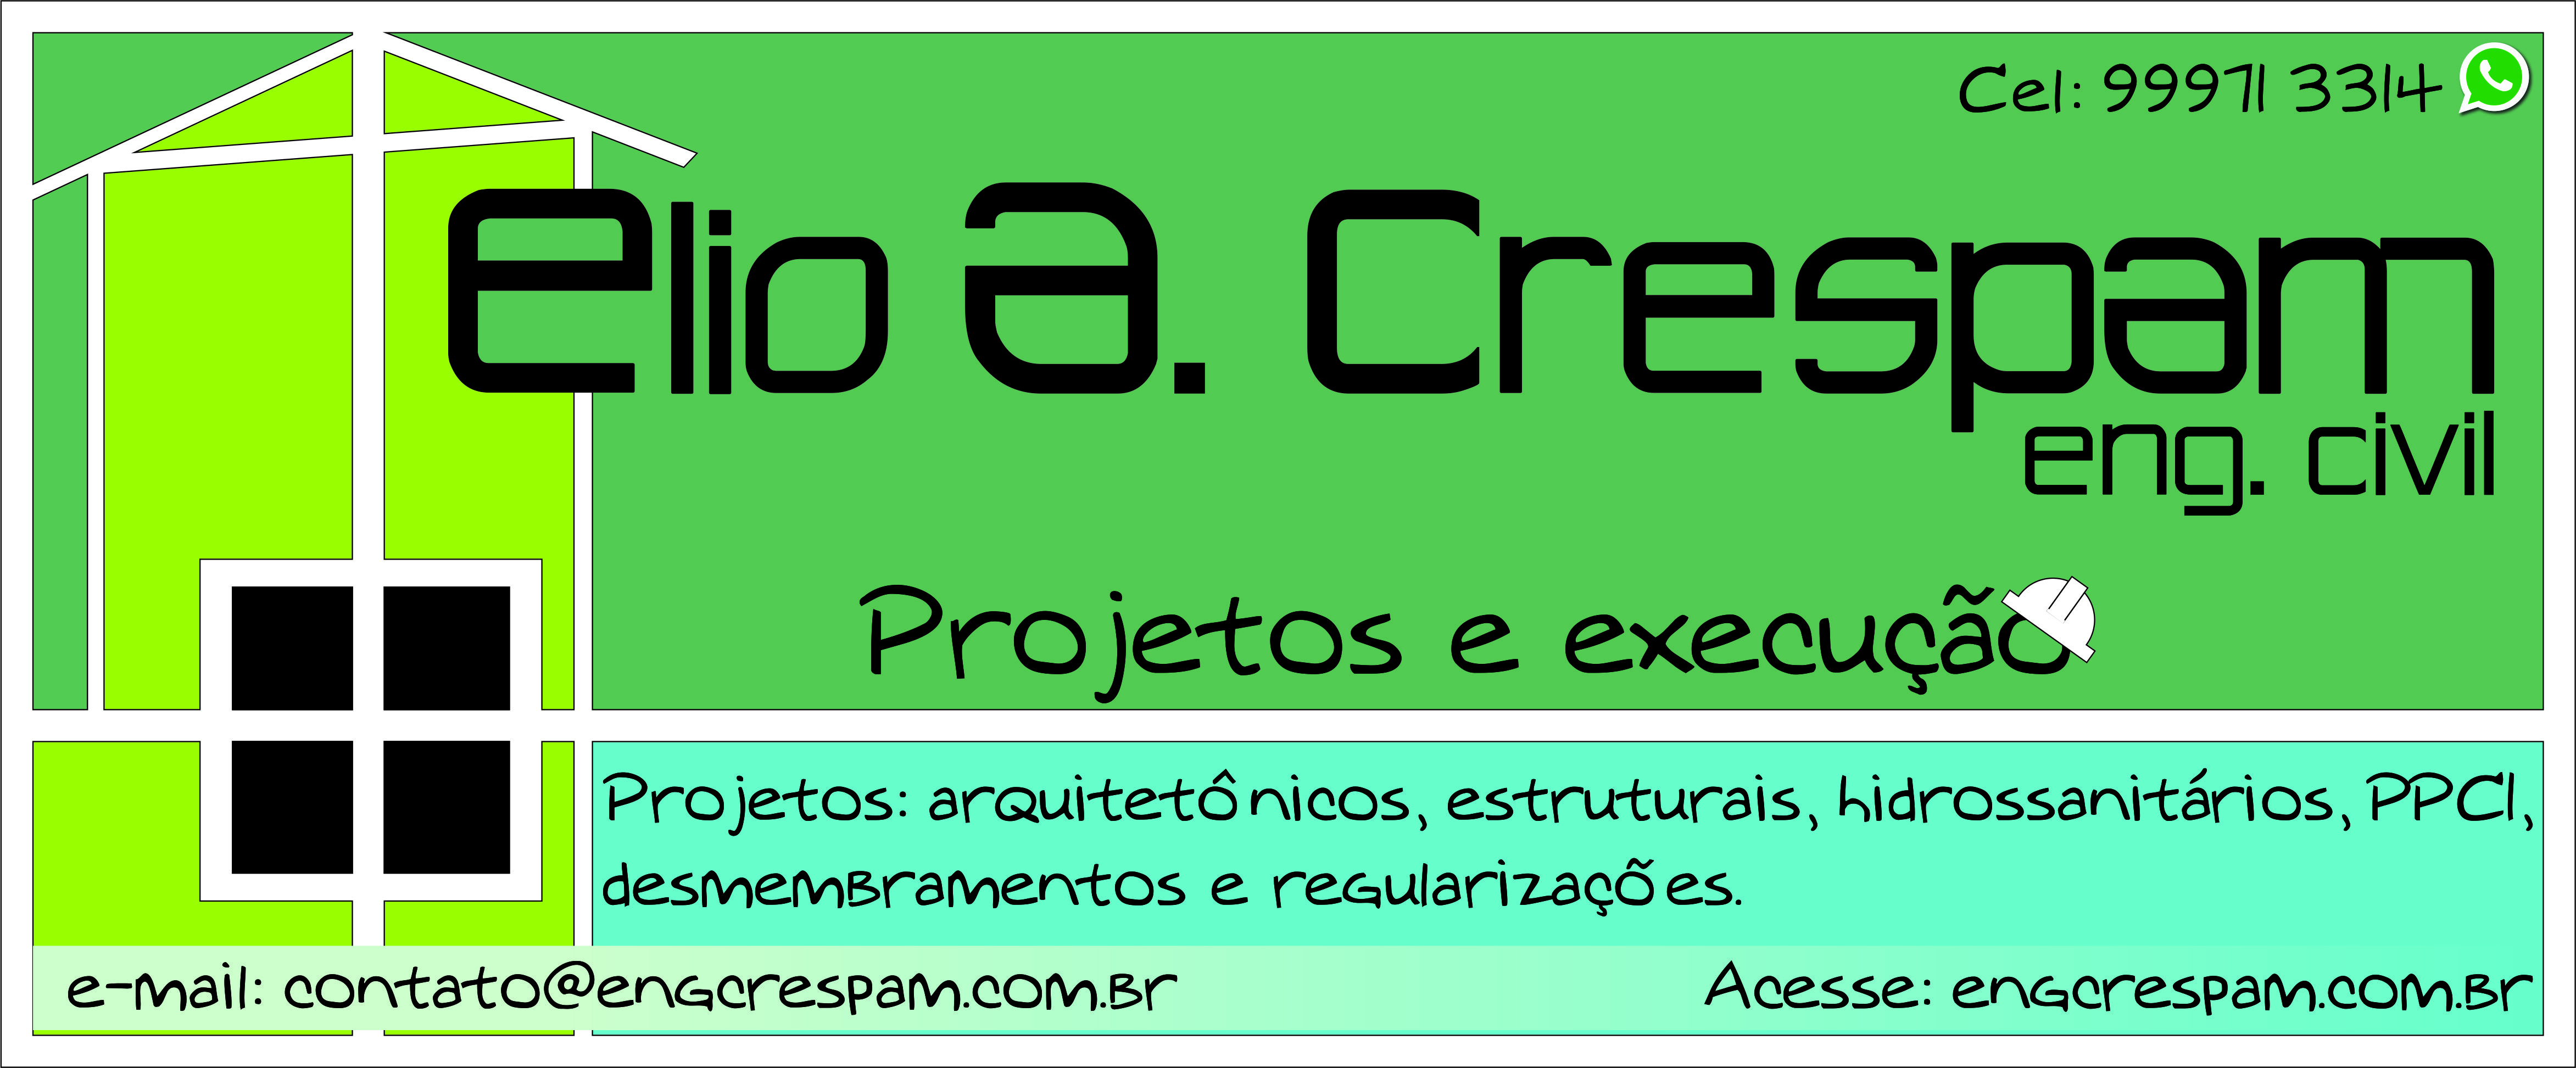 Cel: 99971 3314
Elio A. Crespam
eng. civil
Projetos e execução
Projetos: arquitetônicos, estruturais, hidrossanitários, PPCI,
desmembramentos e regularizações.
e-mail: contato@engcrespam.com.br
Acesse: engcrespam.com.br